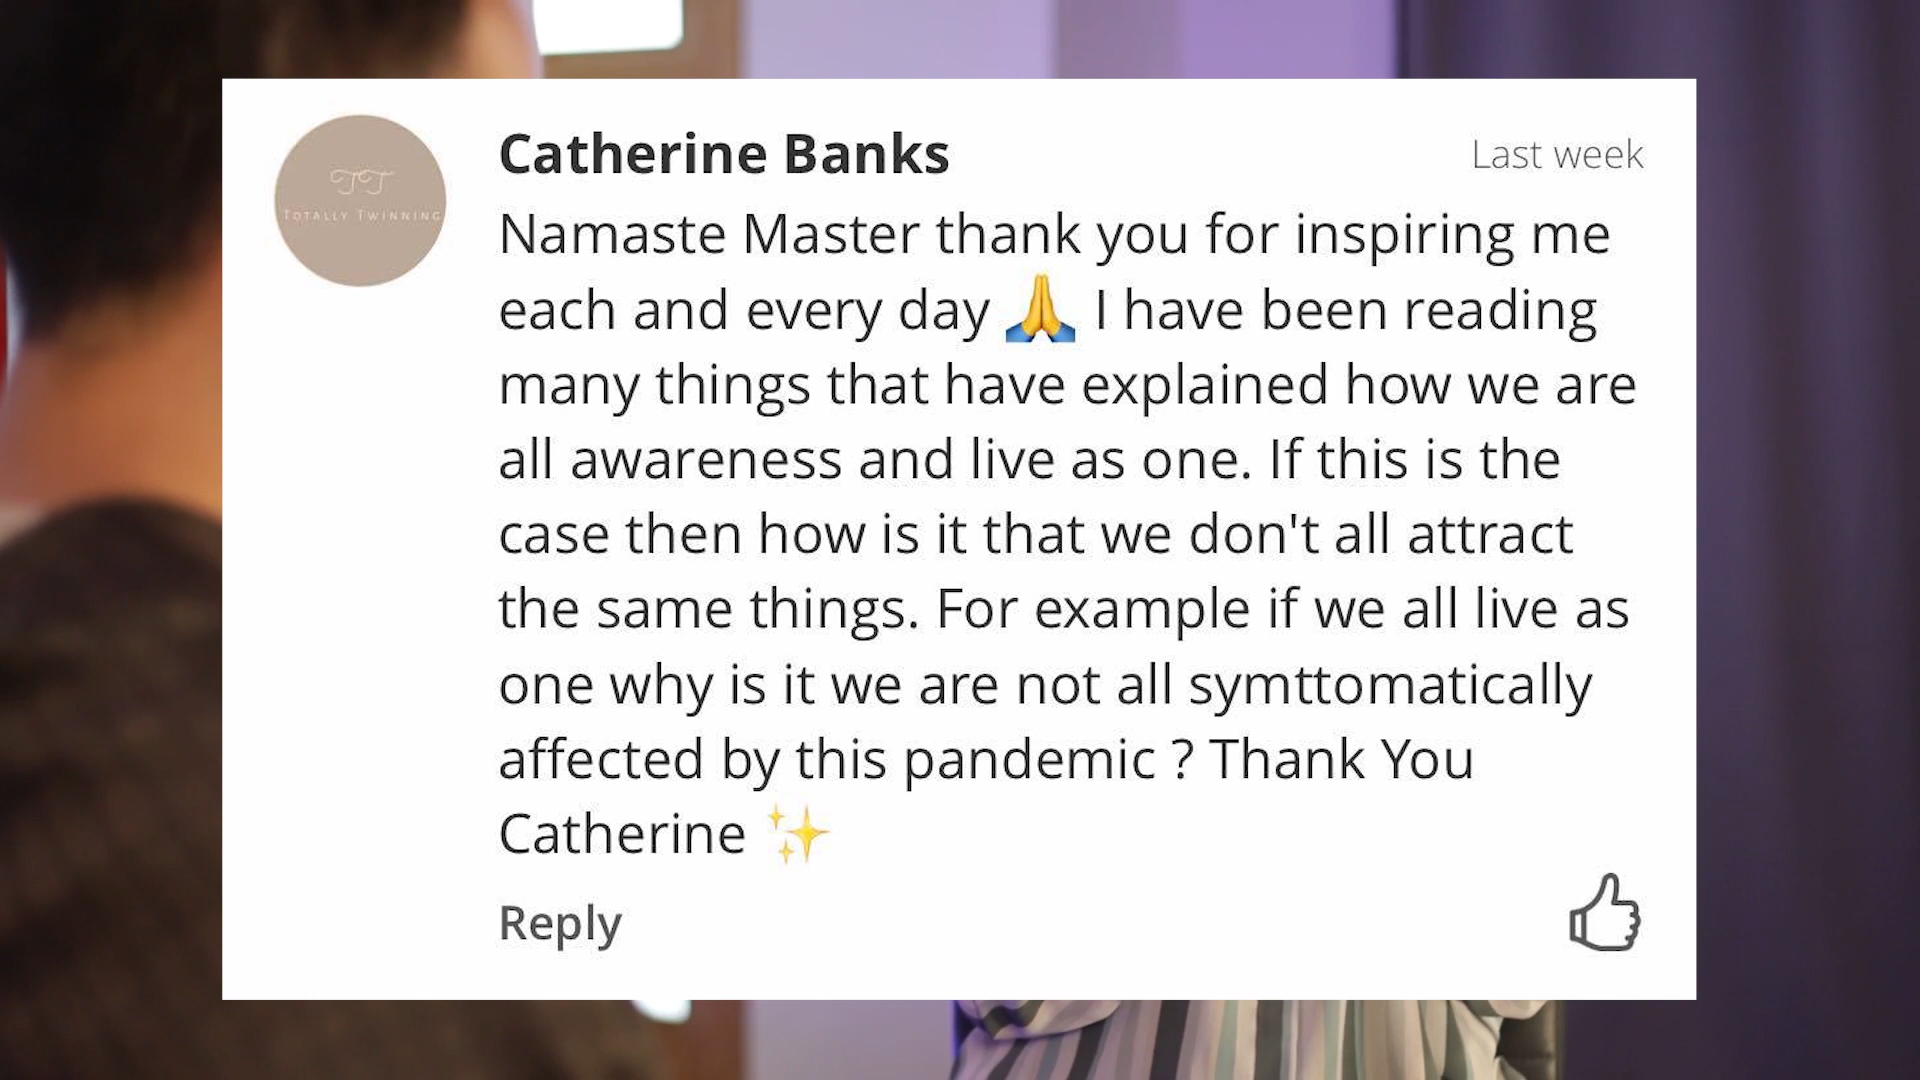 Catherine Banks
Last week
TT
TOTALLY TWINNING
Namaste Master thank you for inspiring me
each and every day 🙏 I have been reading
many things that have explained how we are
all awareness and live as one. If this is the
case then how is it that we don't all attract
the same things. For example if we all live as
one why is it we are not all symttomatically
affected by this pandemic ? Thank You
Catherine ✨
Reply